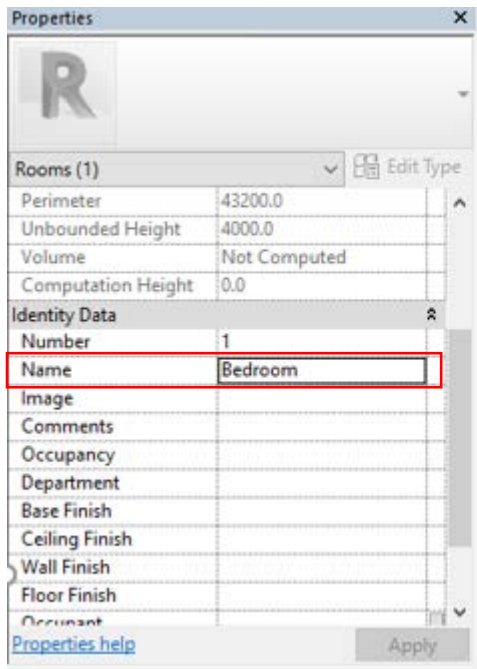 Properties
R
Rooms (1) Edit Type
Perimeter 43200.0
Unbounded Height 4000.0
Volume Not Computed
Computation Height 0.0
Identity Data
Number 1
Name Bedroom
Image
Comments
Occupancy
Department
Base Finish
Ceiling Finish
Wall Finish
Floor Finish
Occupant
Properties help Apply